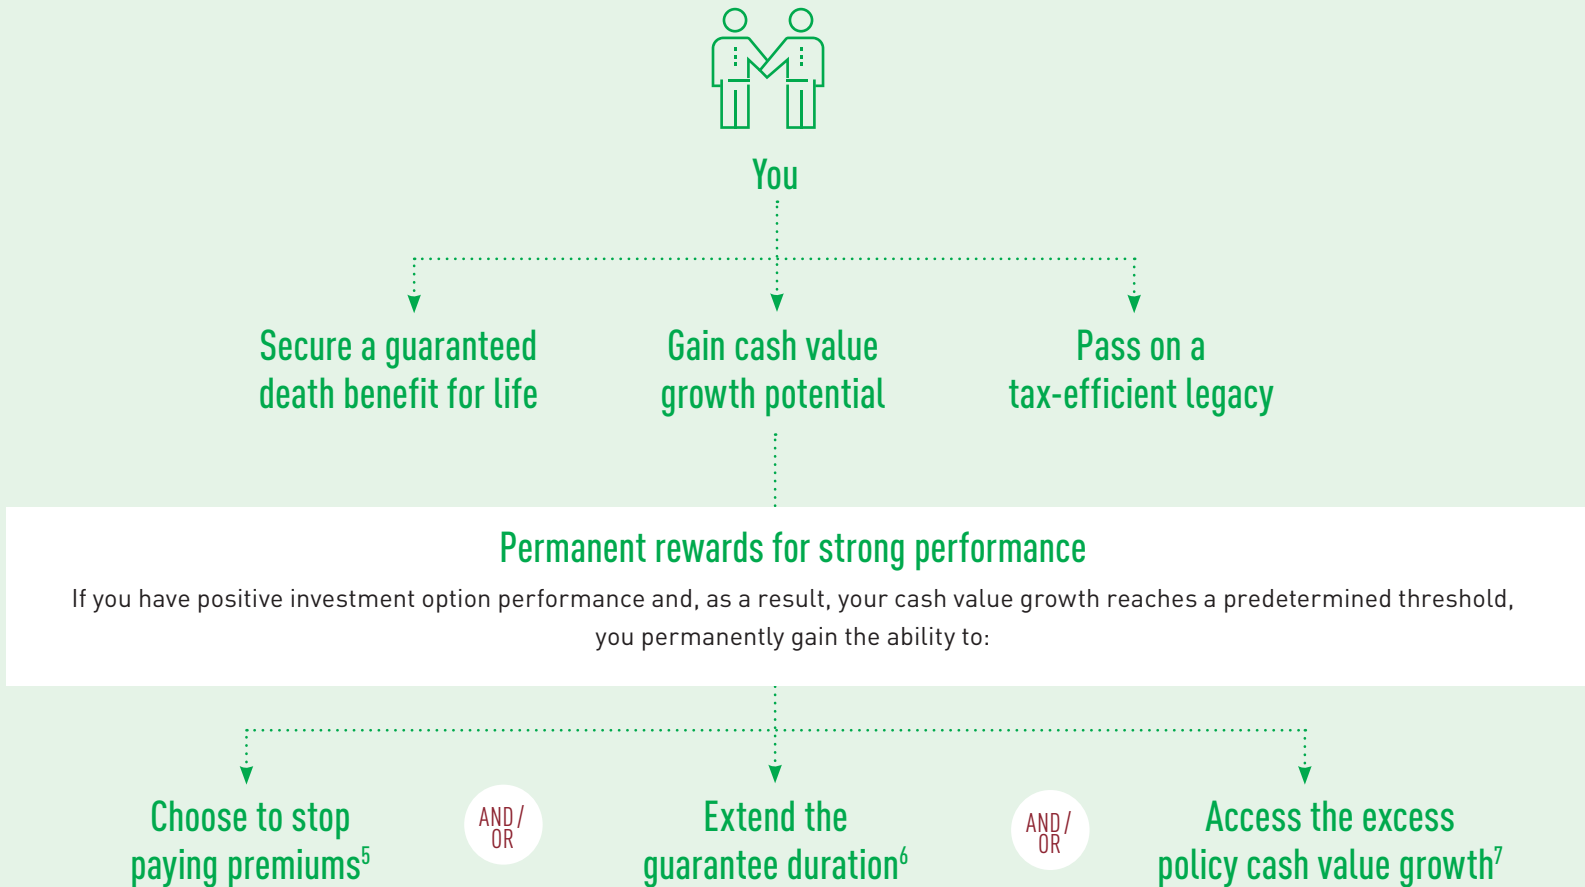 You
Secure a guaranteed
death benefit for life
Gain cash value
growth potential
Pass on a
tax-efficient legacy
Permanent rewards for strong performance
If you have positive investment option performance and, as a result, your cash value growth reaches a predetermined threshold,
you permanently gain the ability to:
Choose to stop
paying premiums⁵
AND/
OR
Extend the
guarantee duration⁶
AND/
OR
Access the excess
policy cash value growth⁷